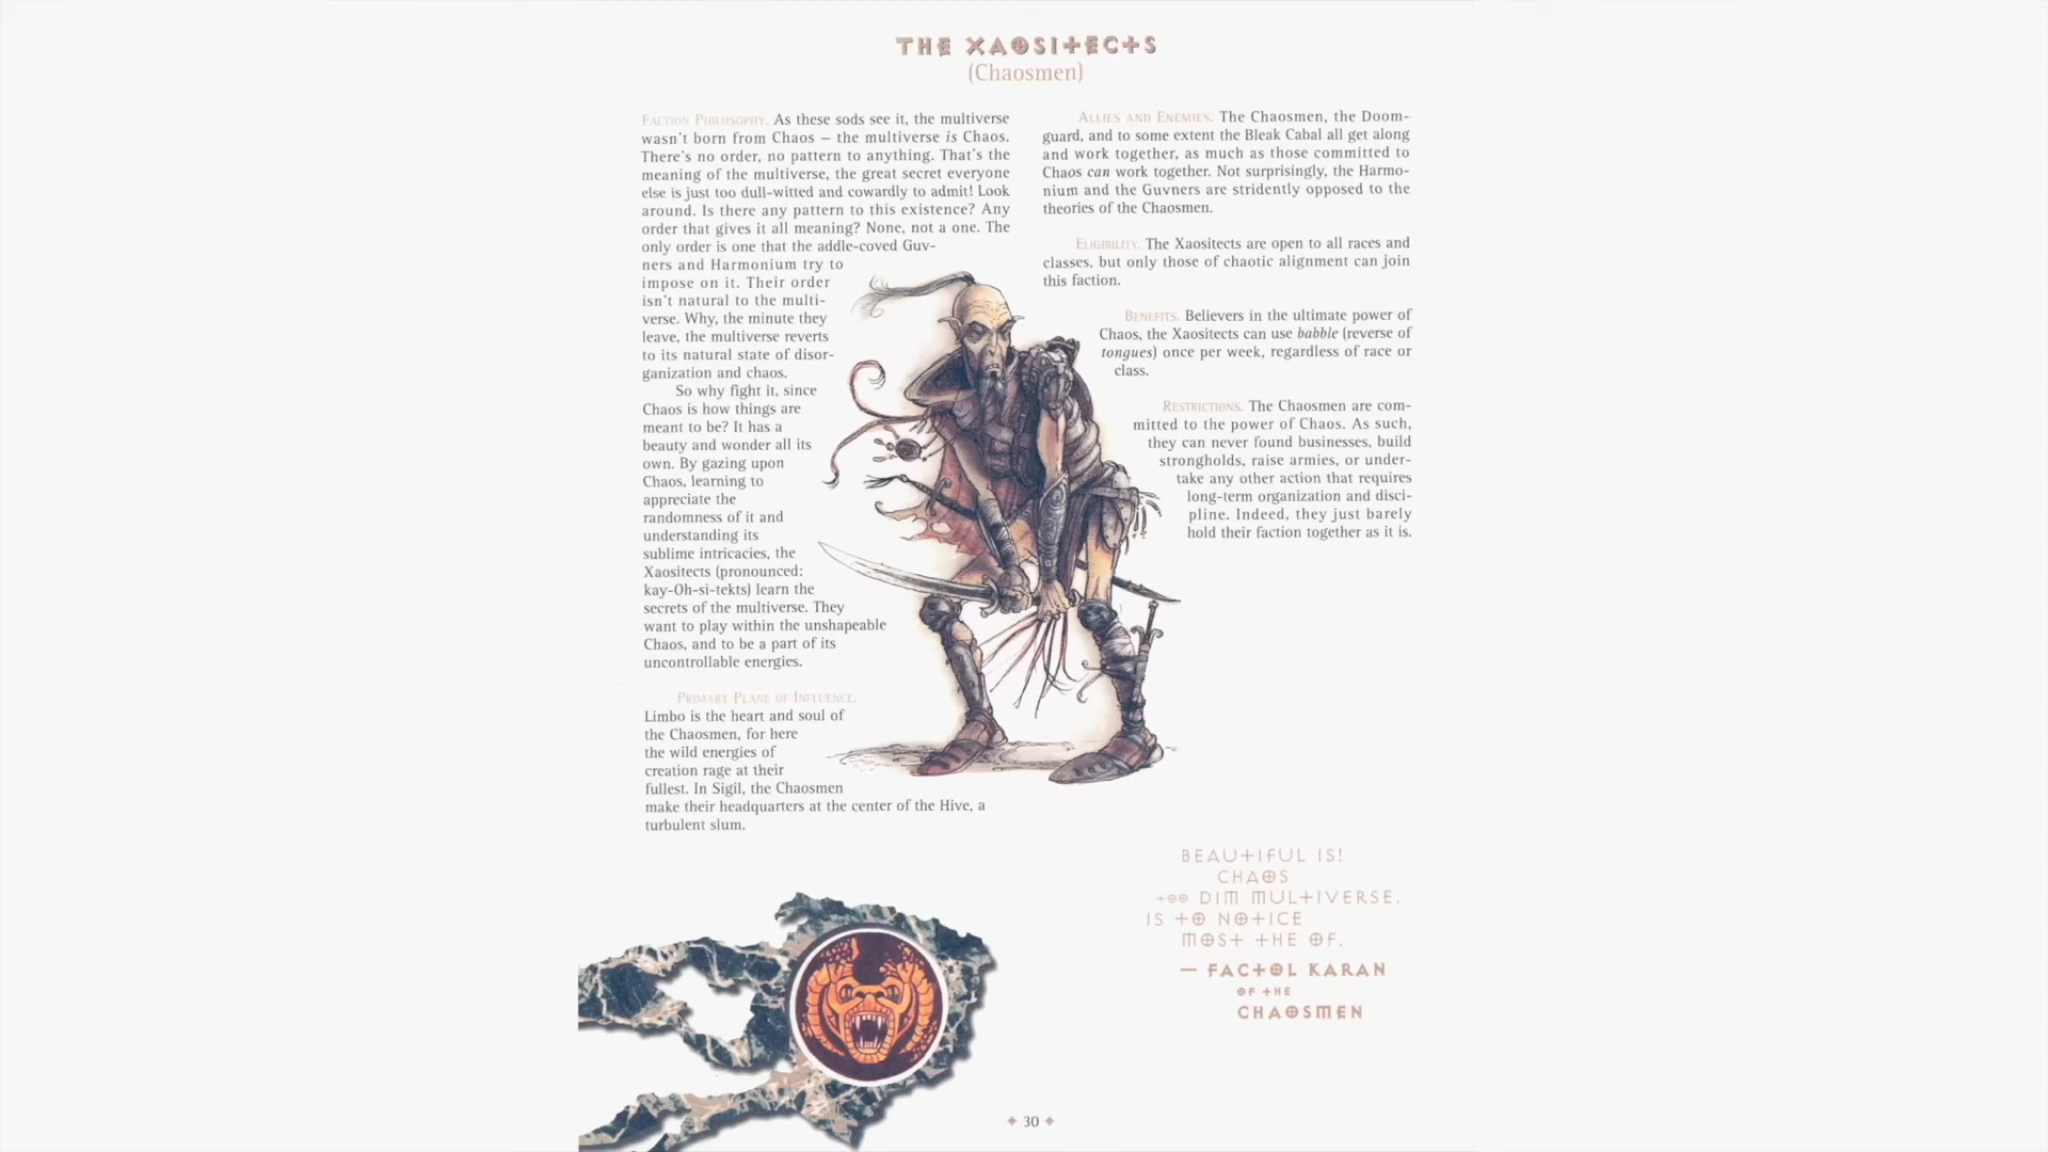 THE XAOSITECTS
(Chaosmen)
FACTION PHILOSOPHY. As these sods see it, the multiverse
wasn't born from Chaos – the multiverse is Chaos.
There's no order, no pattern to anything. That's the
meaning of the multiverse, the great secret everyone
else is just too dull-witted and cowardly to admit! Look
around. Is there any pattern to this existence? Any
order that gives it all meaning? None, not a one. The
only order is one that the addle-coved Guv-
ners and Harmonium try to
impose on it. Their order
isn't natural to the multi-
verse. Why, the minute they
leave, the multiverse reverts
to its natural state of disor-
ganization and chaos.
So why fight it, since
Chaos is how things are
meant to be? It has a
beauty and wonder all its
own. By gazing upon
Chaos, learning to
appreciate the
randomness of it and
understanding its
sublime intricacies, the
Xaositects (pronounced:
kay-Oh-si-tekts) learn the
secrets of the multiverse. They
want to play within the unshapeable
Chaos, and to be a part of its
uncontrollable energies.
PRIMARY PLANE OF INFLUENCE.
Limbo is the heart and soul of
the Chaosmen, for here
the wild energies of
creation rage at their
fullest. In Sigil, the Chaosmen
make their headquarters at the center of the Hive, a
turbulent slum.
ALLIES AND ENEMIES. The Chaosmen, the Doom-
guard, and to some extent the Bleak Cabal all get along
and work together, as much as those committed to
Chaos can work together. Not surprisingly, the Harmo-
nium and the Guvners are stridently opposed to the
theories of the Chaosmen.
ELIGIBILITY. The Xaositects are open to all races and
classes, but only those of chaotic alignment can join
this faction.
BENEFITS. Believers in the ultimate power of
Chaos, the Xaositects can use babble (reverse of
tongues) once per week, regardless of race or
class.
RESTRICTIONS. The Chaosmen are com-
mitted to the power of Chaos. As such,
they can never found businesses, build
strongholds, raise armies, or under-
take any other action that requires
long-term organization and disci-
pline. Indeed, they just barely
hold their faction together as it is.
BEAUTIFUL IS!
CHAOS
TOO DIM MULTIVERSE.
IS TO NOTICE
MOST THE OF.
— FACTOL KARAN
OF THE
CHAOSMEN
30